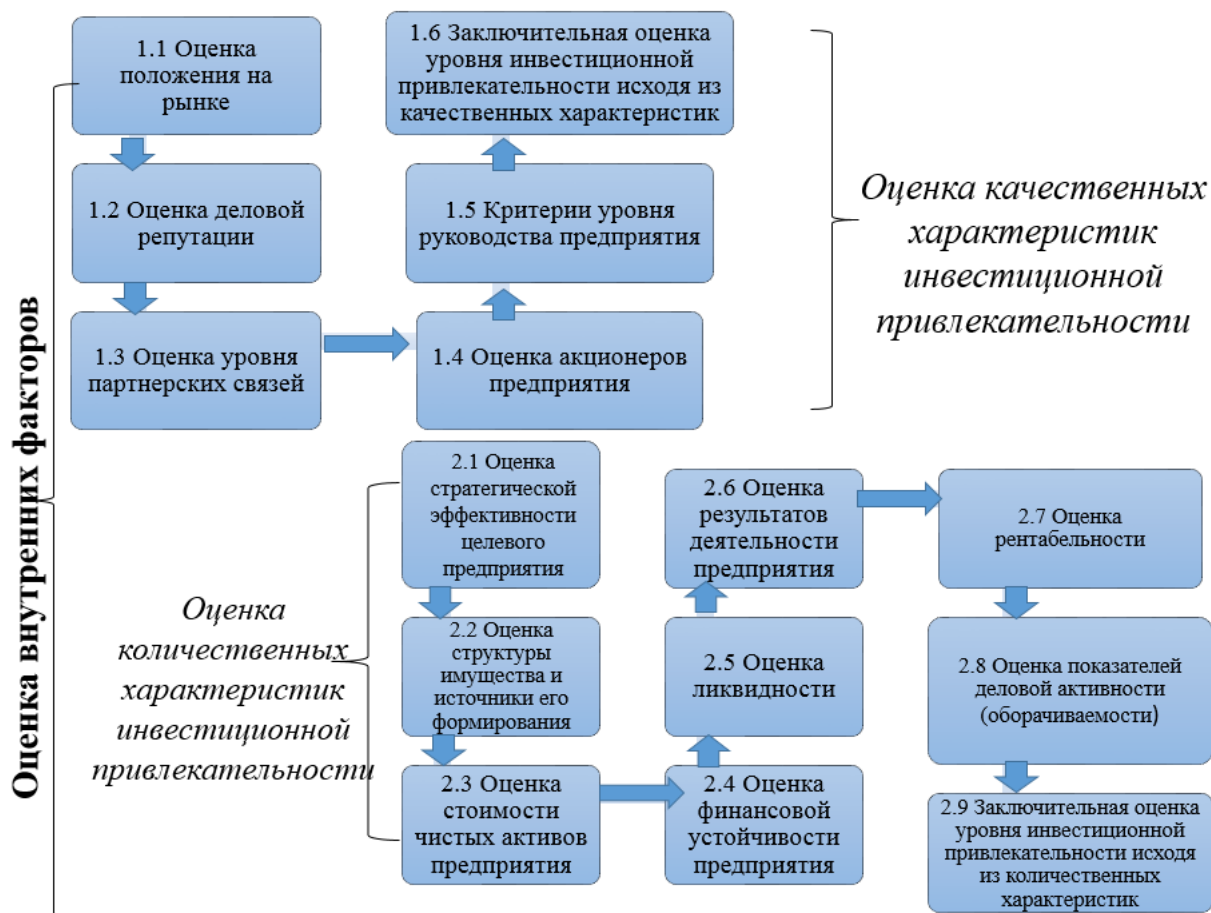 Оценка внутренних факторов
1.1 Оценка
положения на
рынке
1.2 Оценка деловой
репутации
1.3 Оценка уровня
партнерских связей
1.4 Оценка акционеров
предприятия
1.5 Критерии уровня
руководства предприятия
1.6 Заключительная оценка
уровня инвестиционной
привлекательности исходя из
качественных характеристик
Оценка качественных
характеристик
инвестиционной
привлекательности
Оценка
количественных
характеристик
инвестиционной
привлекательности
2.1 Оценка
стратегической
эффективности
целевого
предприятия
2.2 Оценка
структуры
имущества и
источники его
формирования
2.3 Оценка
стоимости
чистых активов
предприятия
2.4 Оценка
финансовой
устойчивости
предприятия
2.5 Оценка
ликвидности
2.6 Оценка
результатов
деятельности
предприятия
2.7 Оценка
рентабельности
2.8 Оценка показателей
деловой активности
(оборачиваемости)
2.9 Заключительная оценка
уровня инвестиционной
привлекательности исходя
из количественных
характеристик